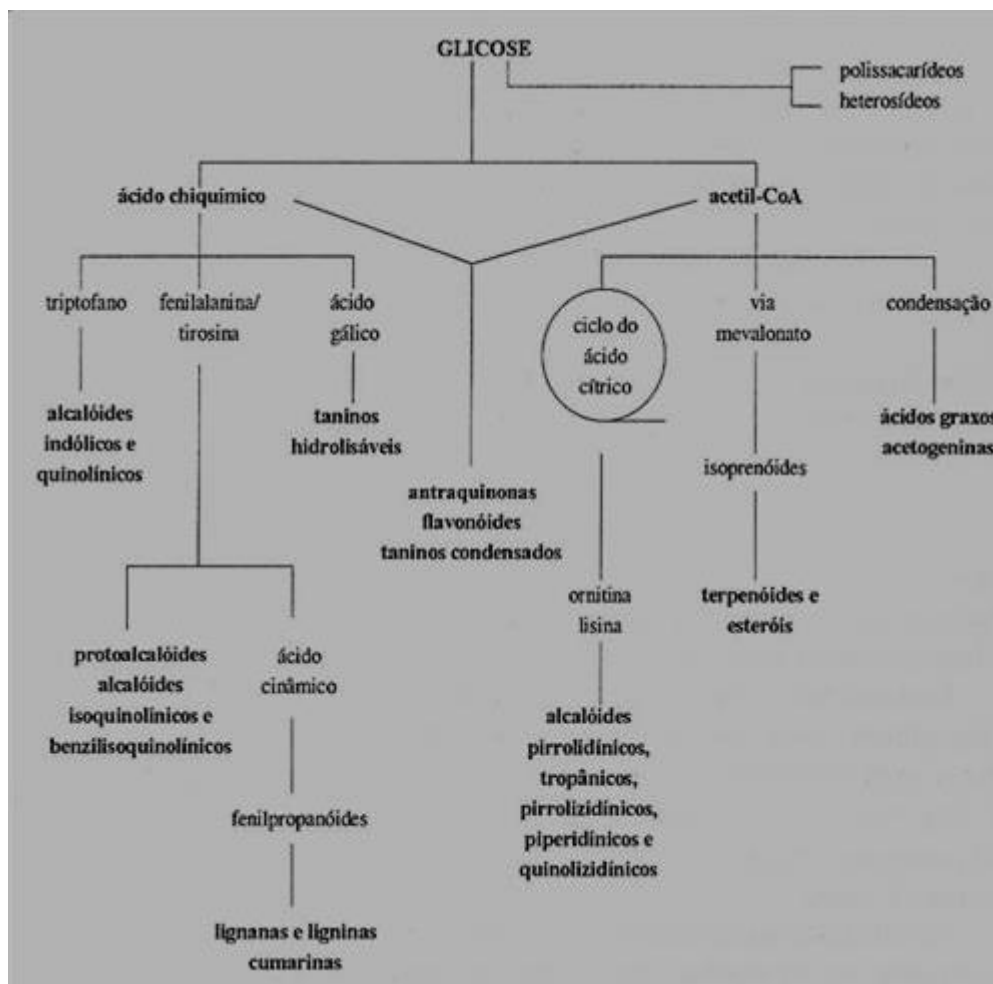 GLICOSE
polissacarídeos
heterosídeos
ácido chiquímico
acetil-CoA
triptofano
fenilalanina/
tirosina
ácido
gálico
ciclo do
ácido
cítrico
via
mevalonato
condensação
alcalóides
indólicos e
quinolínicos
taninos
hidrolisáveis
antraquinonas
flavonóides
taninos condensados
isoprenóides
ácidos graxos
acetogeninas
ornitina
lisina
terpenóides e
esteróis
protoalcalóides
alcalóides
isoquinolínicos e
benzilisoquinolínicos
ácido
cinâmico
alcalóides
pirrolidínicos,
tropânicos,
pirrolizidínicos,
piperidínicos e
quinolizidínicos
fenilpropanóides
lignanas e ligninas
cumarinas